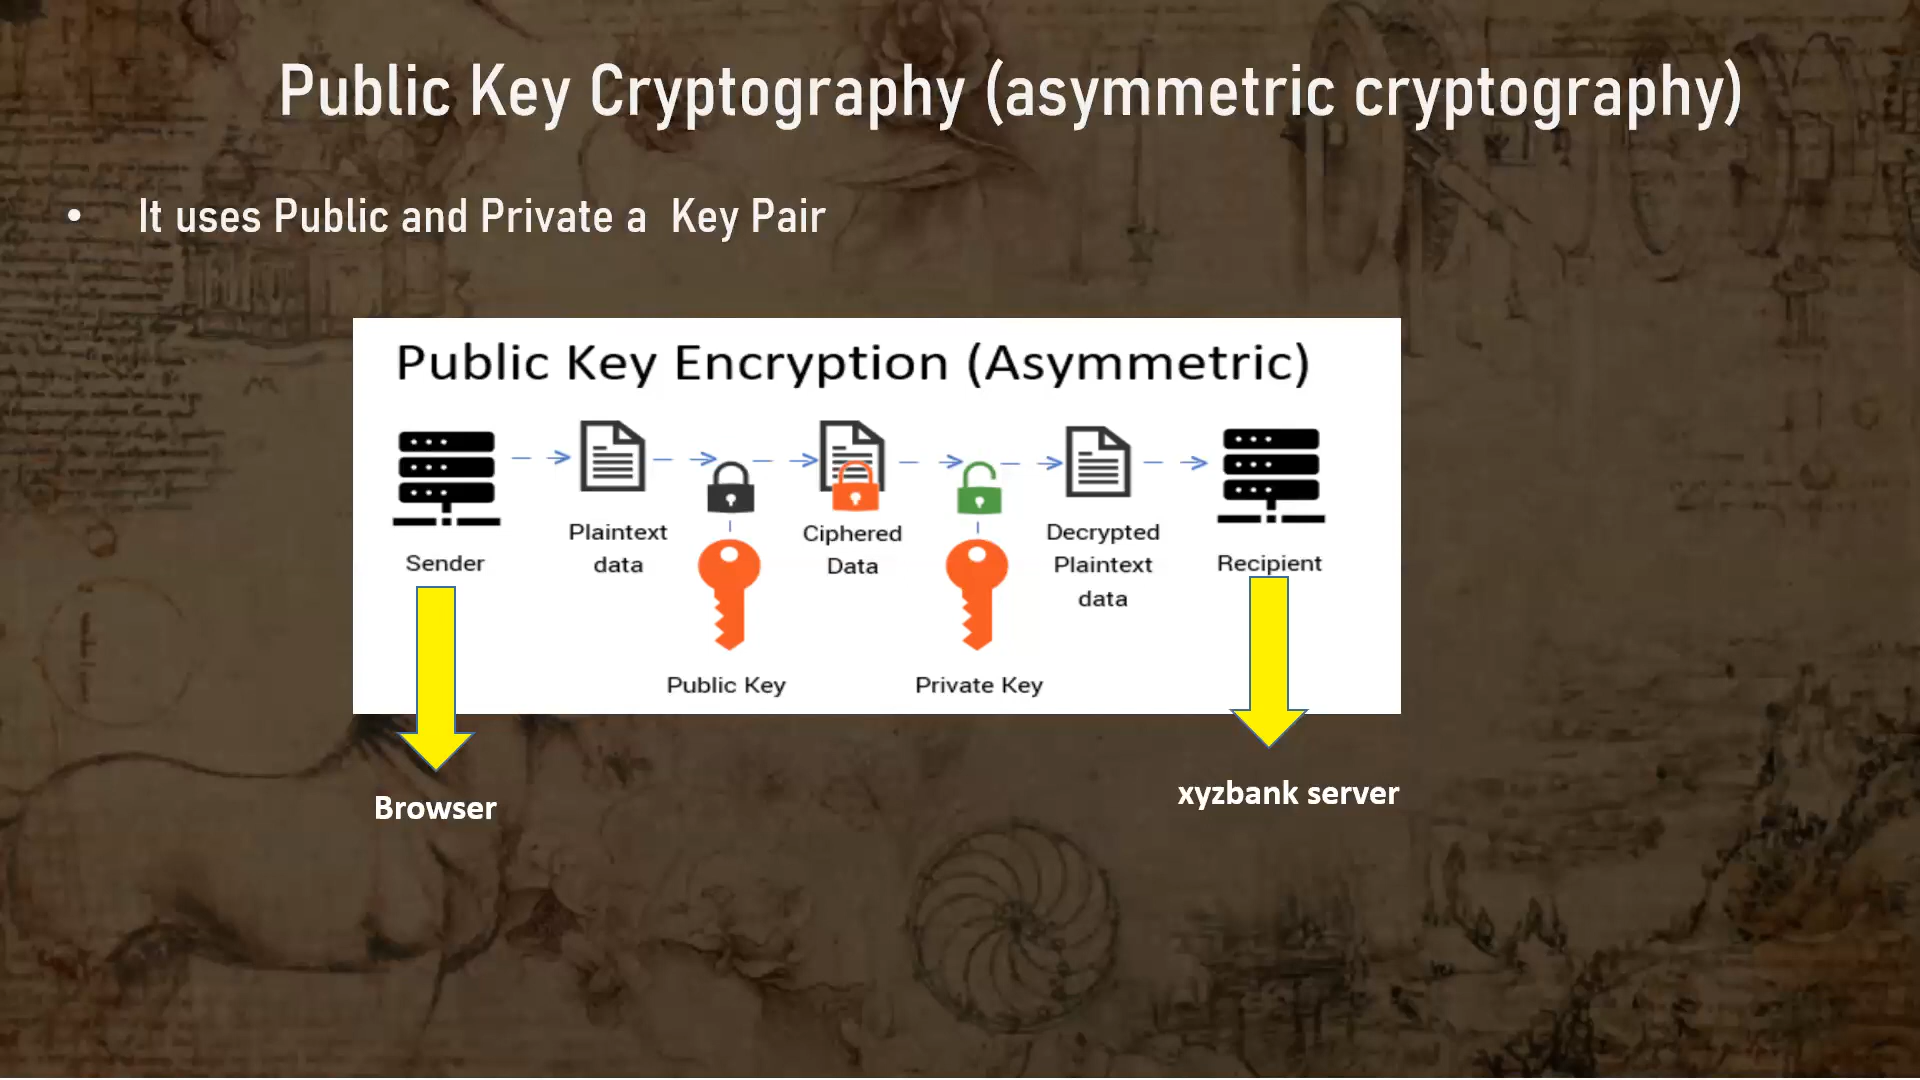 Public Key Cryptography (asymmetric cryptography)
• It uses Public and Private a  Key Pair
Public Key Encryption (Asymmetric)
Sender
Plaintext
data
Public Key
Ciphered
Data
Private Key
Decrypted
Plaintext
data
Recipient
Browser
xyzbank server